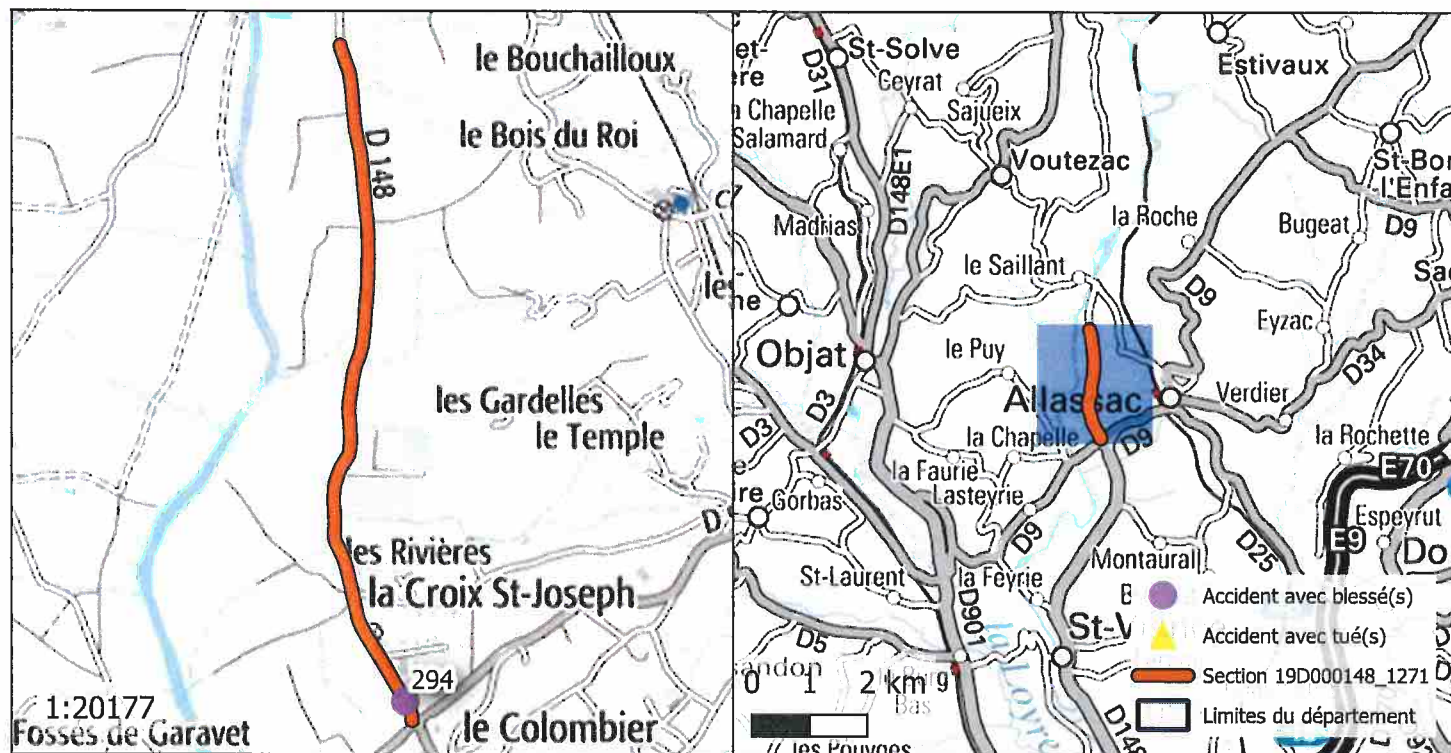 le Bouchailloux
le Bois du Roi
D 148
les Gardelles
le Temple
les Rivières
la Croix St-Joseph
294
1:20177
Fosses de Garavet
le Colombier
St-Solve
D31
Ceyrat
Sajueix
Estivaux
Salamard
Voutezac
D148E1
Madrias
la Roche
Bugeat
D9
le Saillant
D9
Eyzac
Objat
le Puy
D34
Allassac
Verdier
D3
D3
la Chapelle
D9
la Rochette
E70
la Faurie
Lasteyrie
Gorbas
D9
Espeyrut
E9
Montaural
D25
St-Laurent
la Feyrie
D901
D5
Accident avec blessé(s)
Accident avec tué(s)
Section 19D000148_1271
Limites du département
0 1 2 km
les Pouyges